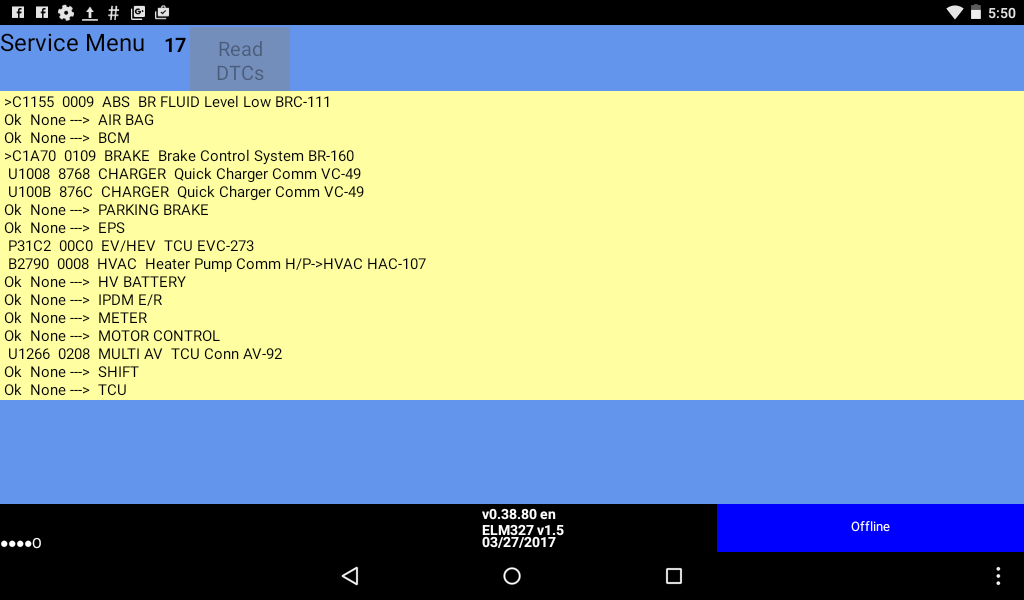 5:50
Service Menu 17
Read
DTCs
>C1155 0009 ABS BR FLUID Level Low BRC-111
Ok None ---> AIR BAG
Ok None ---> BCM
>C1A70 0109 BRAKE Brake Control System BR-160
U1008 8768 CHARGER Quick Charger Comm VC-49
U100B 876C CHARGER Quick Charger Comm VC-49
Ok None ---> PARKING BRAKE
Ok None ---> EPS
P31C2 00C0 EV/HEV TCU EVC-273
B2790 0008 HVAC Heater Pump Comm H/P->HVAC HAC-107
Ok None ---> HV BATTERY
Ok None ---> IPDM E/R
Ok None ---> METER
Ok None ---> MOTOR CONTROL
U1266 0208 MULTI AV TCU Conn AV-92
Ok None ---> SHIFT
Ok None ---> TCU
v0.38.80 en
ELM327 v1.5
03/27/2017
●●●●O
Offline